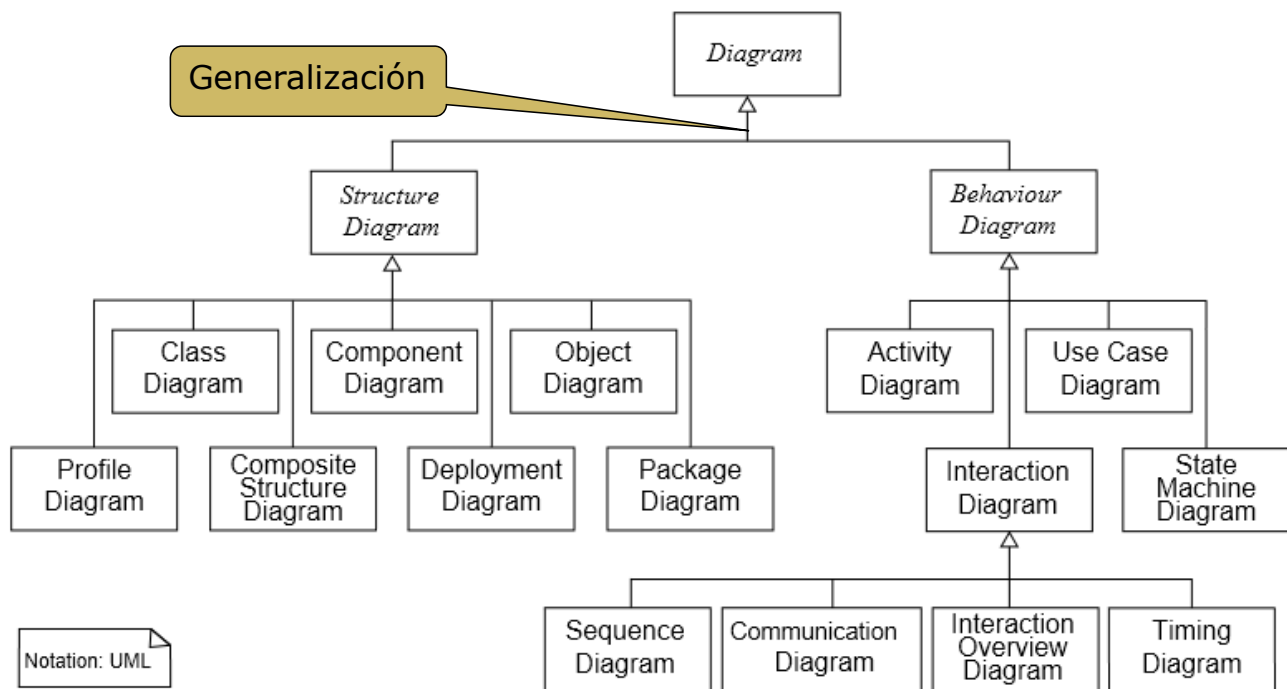 Diagram
Generalización
Structure
Diagram
Behaviour
Diagram
Class
Diagram
Component
Diagram
Object
Diagram
Activity
Diagram
Use Case
Diagram
Profile
Diagram
Composite
Structure
Diagram
Deployment
Diagram
Package
Diagram
Interaction
Diagram
State
Machine
Diagram
Sequence
Diagram
Communication
Diagram
Interaction
Overview
Diagram
Timing
Diagram
Notation: UML